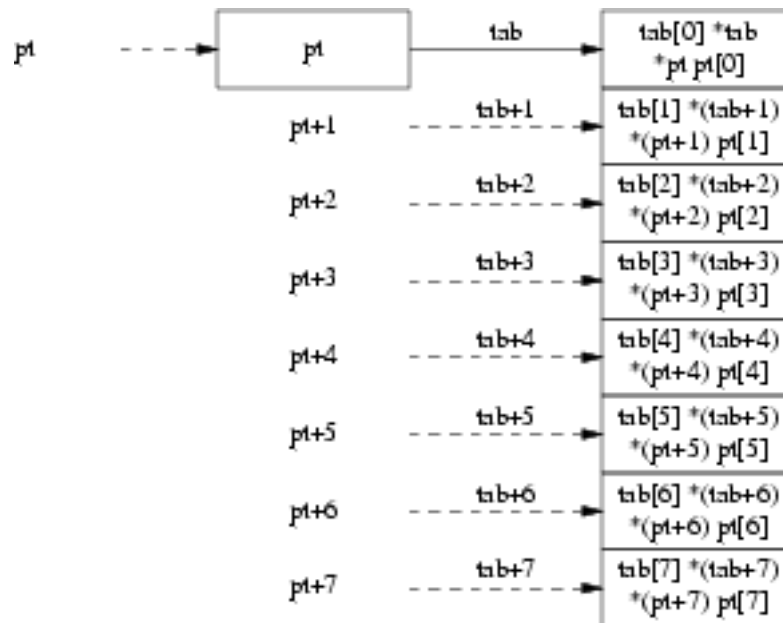 pt pt tab tab[0] *tab
*pt pt[0]
pt+1 tab+1 tab[1] *(tab+1)
*(pt+1) pt[1]
pt+2 tab+2 tab[2] *(tab+2)
*(pt+2) pt[2]
pt+3 tab+3 tab[3] *(tab+3)
*(pt+3) pt[3]
pt+4 tab+4 tab[4] *(tab+4)
*(pt+4) pt[4]
pt+5 tab+5 tab[5] *(tab+5)
*(pt+5) pt[5]
pt+6 tab+6 tab[6] *(tab+6)
*(pt+6) pt[6]
pt+7 tab+7 tab[7] *(tab+7)
*(pt+7) pt[7]